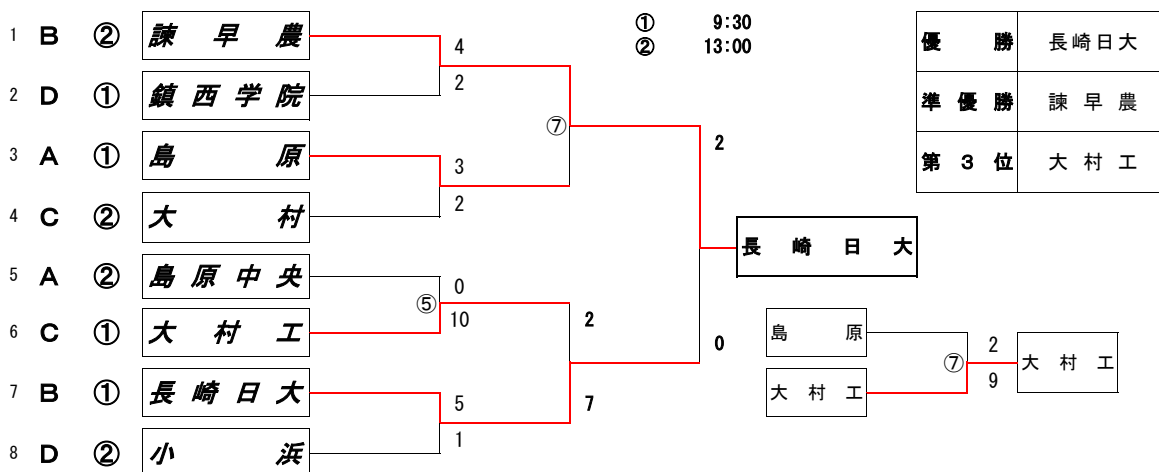 ① 9:30
② 13:00
1 B ② 諫早農
4
2
2 D ① 鎮西学院
⑦
3 A ① 島原
3
2
4 C ② 大村
2
0
長崎日大
5 A ② 島原中央
0
⑤
10
6 C ① 大村工
2
7
7 B ① 長崎日大
5
1
8 D ② 小浜
優勝 長崎日大
準優勝 諫早農
第3位 大村工
島原
大村工
⑦
2
9
大村工